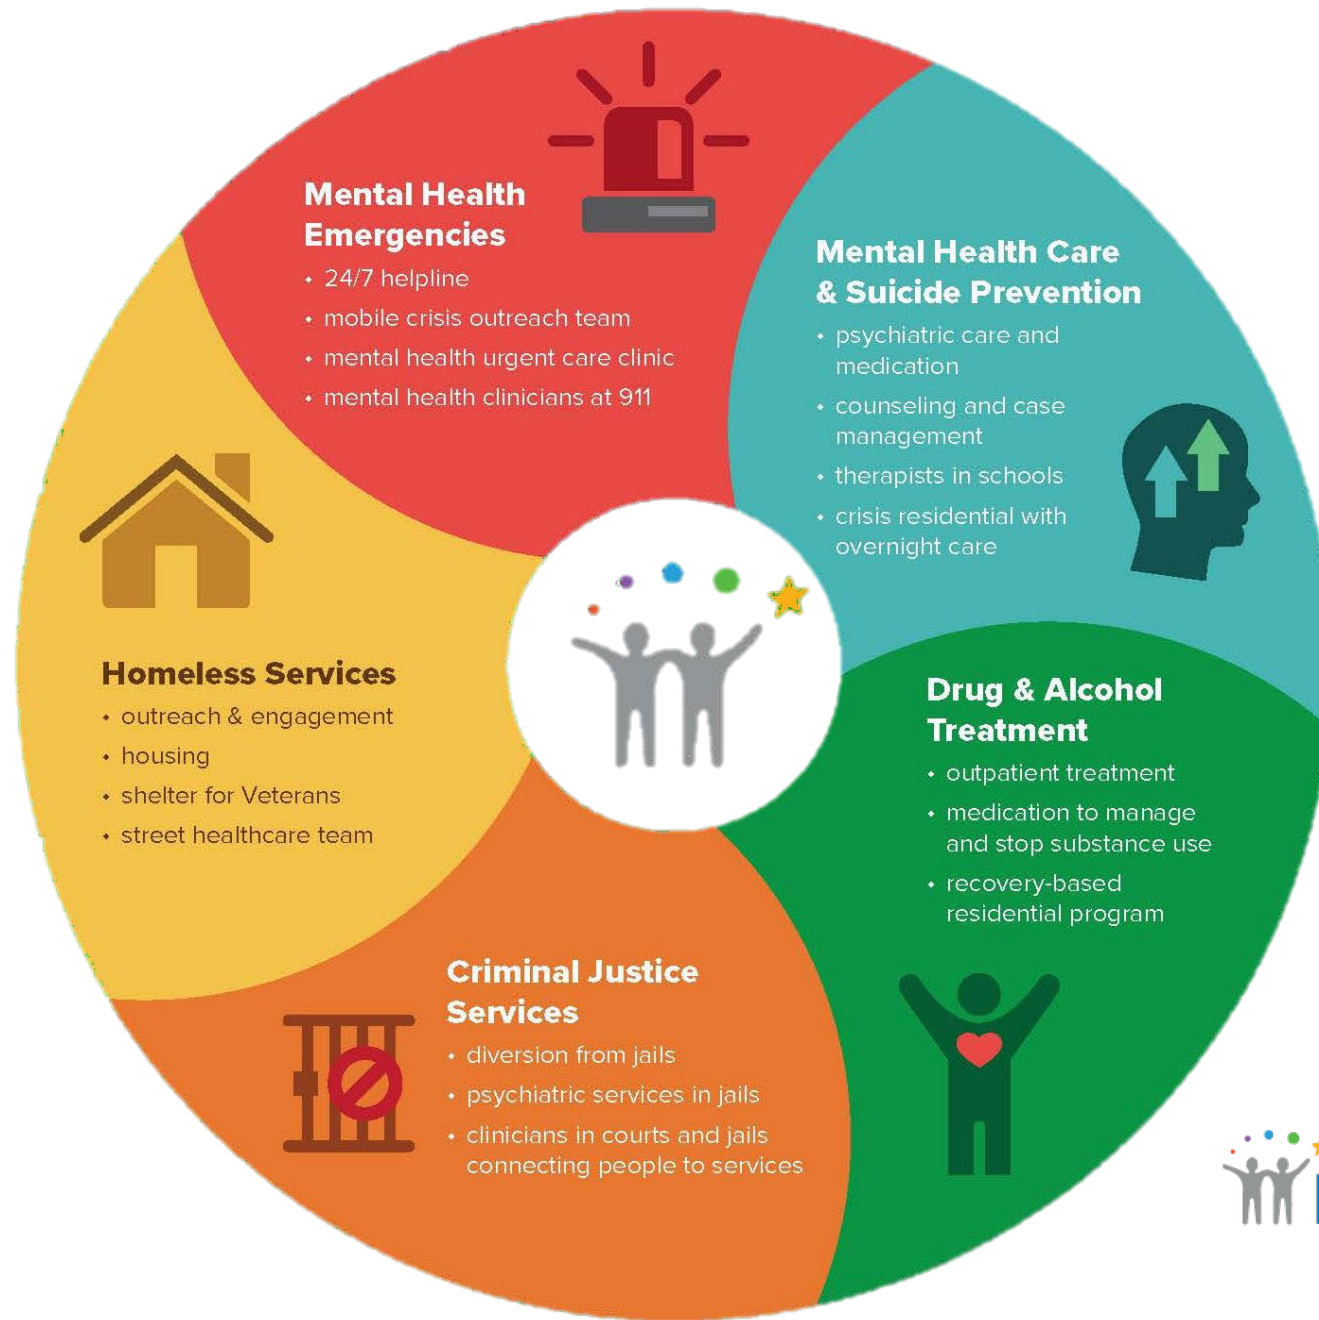 Mental Health
Emergencies
• 24/7 helpline
• mobile crisis outreach team
• mental health urgent care clinic
• mental health clinicians at 911
Mental Health Care
& Suicide Prevention
• psychiatric care and
medication
• counseling and case
management
• therapists in schools
• crisis residential with
overnight care
Drug & Alcohol
Treatment
• outpatient treatment
• medication to manage
and stop substance use
• recovery-based
residential program
Criminal Justice
Services
• diversion from jails
• psychiatric services in jails
• clinicians in courts and jails
connecting people to services
Homeless Services
• outreach & engagement
• housing
• shelter for Veterans
• street healthcare team